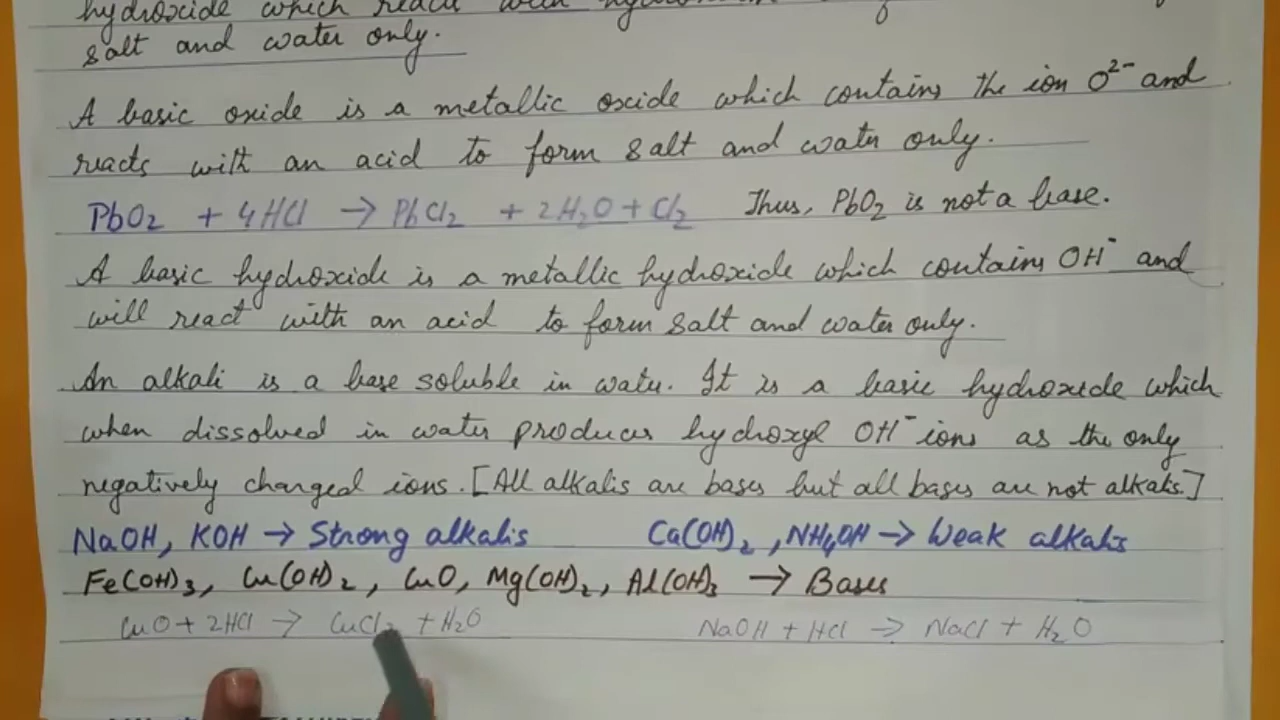 hydroxide which react with
salt and water only.
A basic oxide is a metallic oxide which contains the ion O²⁻ and
reacts with an acid to form salt and water only.
PbO₂ + 4HCl → PbCl₂ + 2H₂O + Cl₂ Thus, PbO₂ is not a base.
A basic hydroxide is a metallic hydroxide which contains OH⁻ and
will react with an acid to form salt and water only.
An alkali is a base soluble in water. It is a basic hydroxide which
when dissolved in water produces hydroxyl OH⁻ ions as the only
negatively charged ions. [All alkalis are bases but all bases are not alkalis.]
NaOH, KOH → Strong alkalis Ca(OH)₂, NH₄OH → Weak alkalis
Fe(OH)₃, Cu(OH)₂, CuO, Mg(OH)₂, Al(OH)₃ → Bases
CuO + 2HCl → CuCl₂ + H₂O NaOH + HCl → NaCl + H₂O